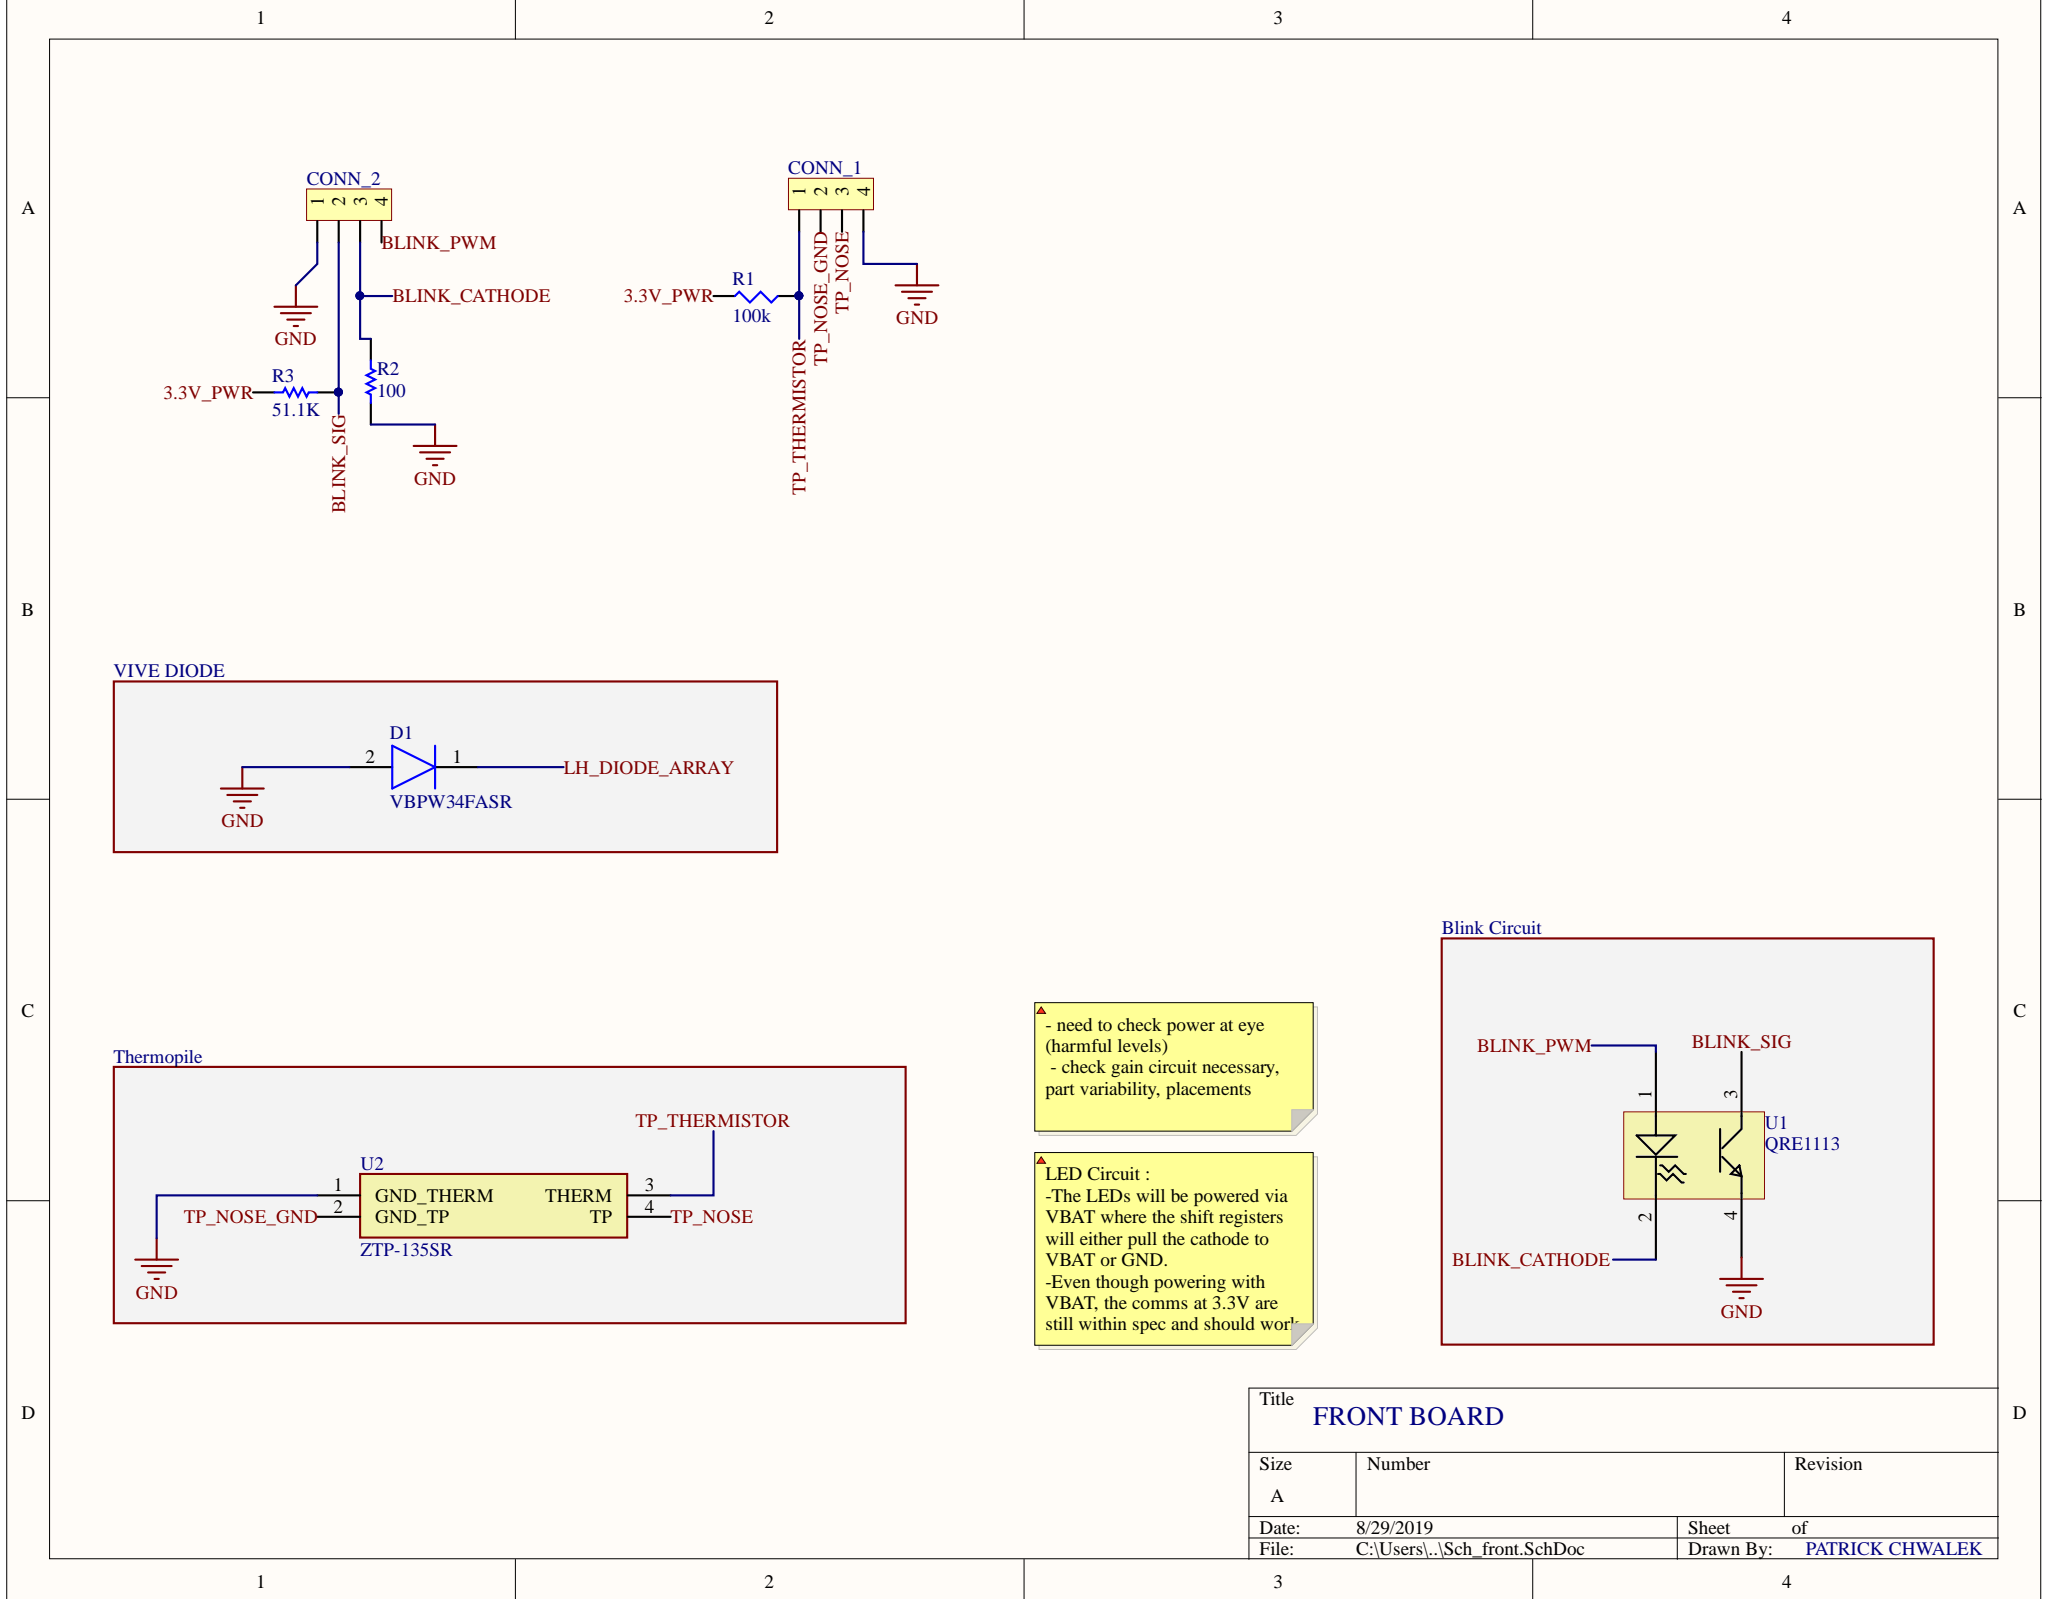 1 2 3 4
A A
B B
C C
D D
CONN_2
1 2 3 4
BLINK_PWM
BLINK_CATHODE
GND
R3
3.3V_PWR
51.1K
BLINK_SIG
R2
100
GND
CONN_1
1 2 3 4
R1
3.3V_PWR
100k
TP_THERMISTOR
TP_NOSE_GND
TP_NOSE
GND
VIVE DIODE
D1
2 1
LH_DIODE_ARRAY
VBPW34FASR
GND
Thermopile
TP_THERMISTOR
U2
1 GND_THERM THERM 3
TP_NOSE_GND 2 GND_TP TP 4 TP_NOSE
ZTP-135SR
GND
- need to check power at eye
(harmful levels)
- check gain circuit necessary,
part variability, placements
LED Circuit :
-The LEDs will be powered via
VBAT where the shift registers
will either pull the cathode to
VBAT or GND.
-Even though powering with
VBAT, the comms at 3.3V are
still within spec and should work
Blink Circuit
BLINK_PWM
BLINK_SIG
1 3
U1
QRE1113
2 4
BLINK_CATHODE
GND
Title
FRONT BOARD
Size Number Revision
A
Date: 8/29/2019 Sheet of
File: C:\Users\..\Sch_front.SchDoc Drawn By: PATRICK CHWALEK
1 2 3 4